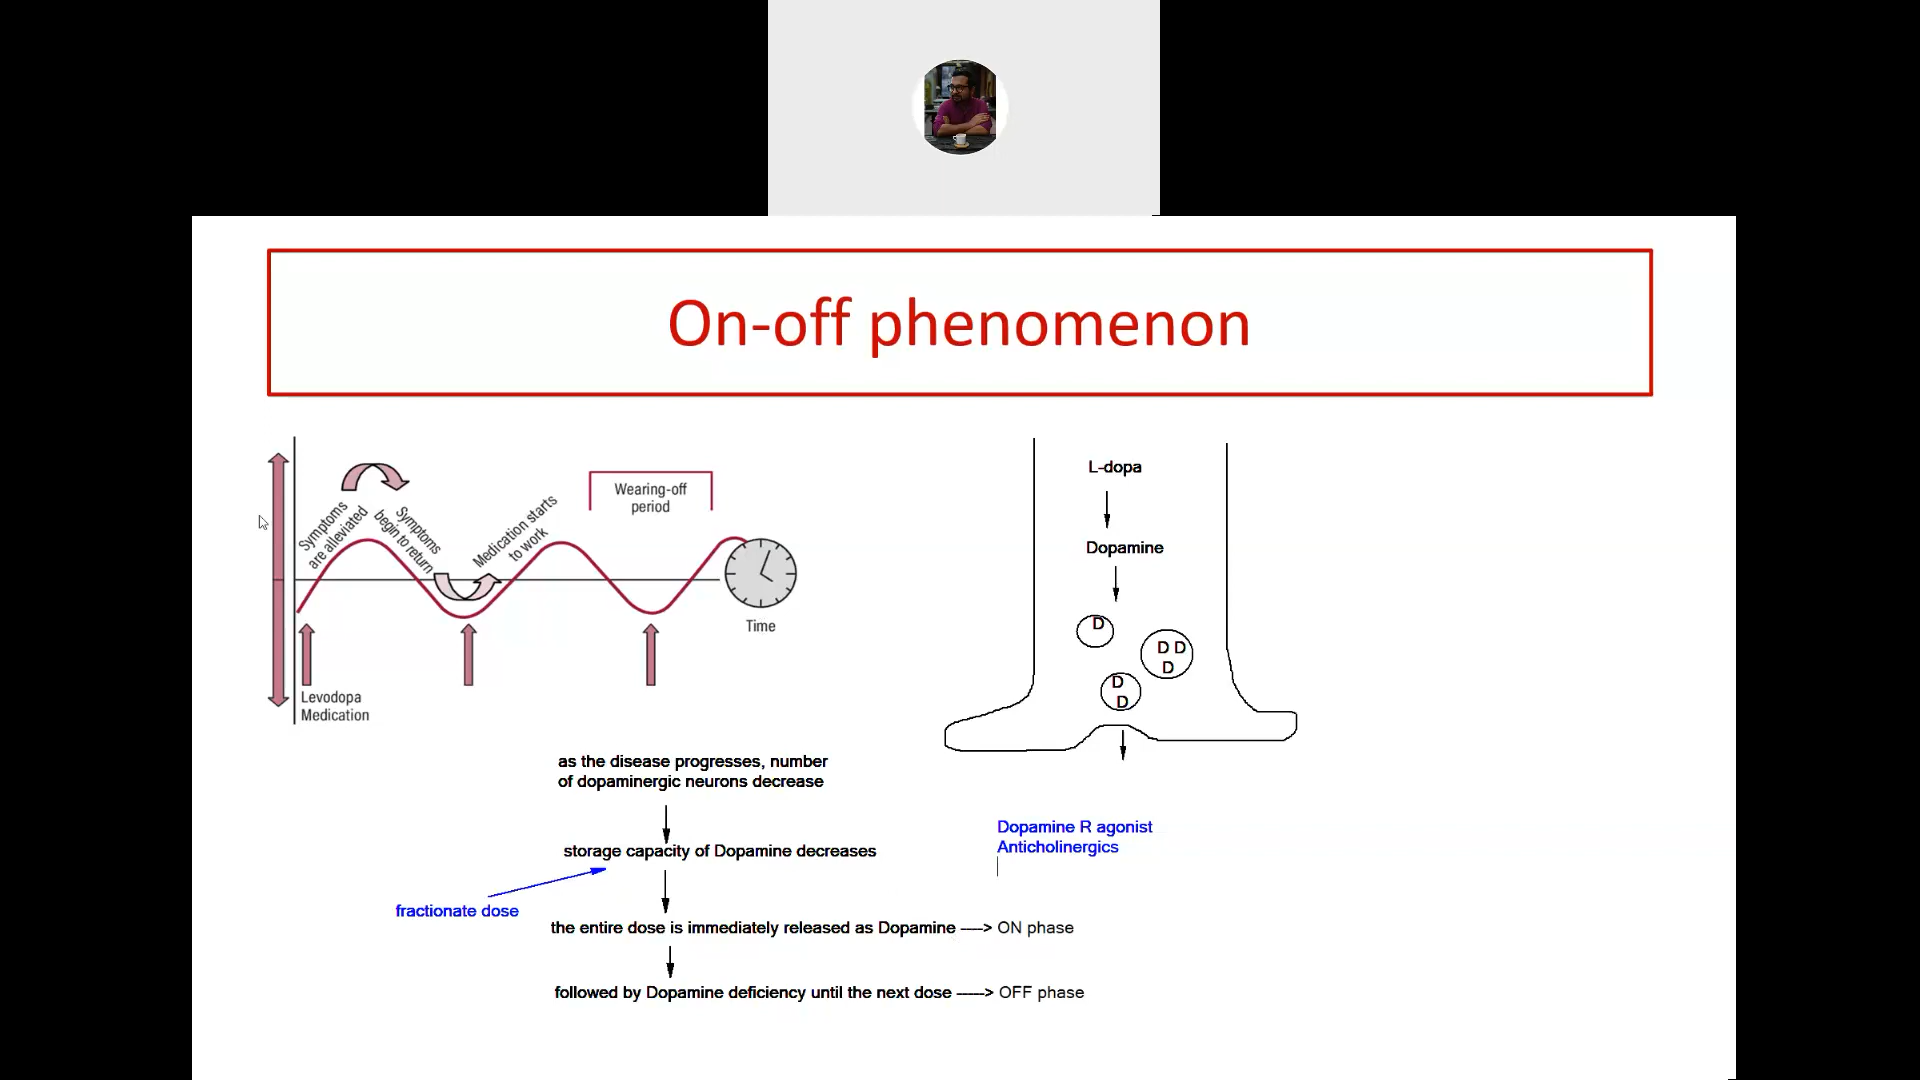 On-off phenomenon
Symptoms
are alleviated
Symptoms
begin to return
Medication starts
to work
Wearing-off
period
Time
Levodopa
Medication
L-dopa
Dopamine
D
D D
D
D
D
as the disease progresses, number
of dopaminergic neurons decrease
storage capacity of Dopamine decreases
fractionate dose
the entire dose is immediately released as Dopamine ----> ON phase
followed by Dopamine deficiency until the next dose -----> OFF phase
Dopamine R agonist
Anticholinergics